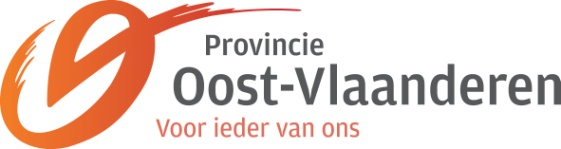 Provincie
Oost-Vlaanderen
Voor ieder van ons